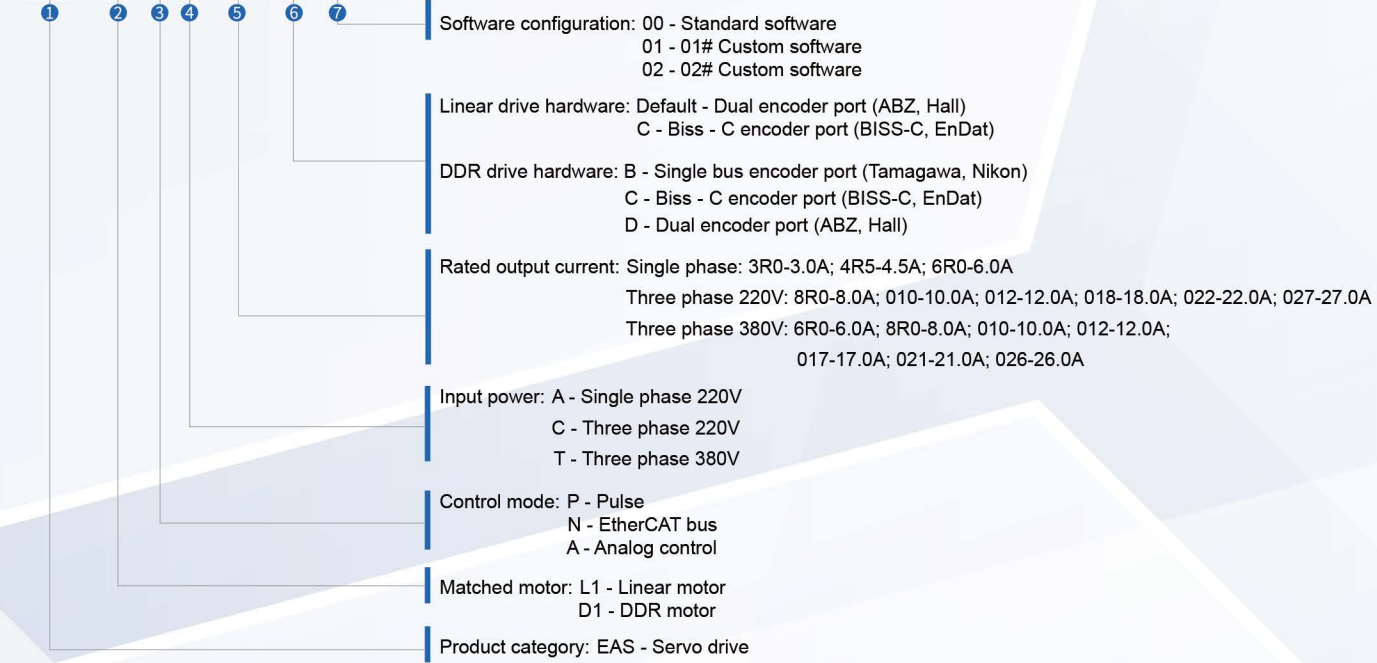 1 2 3 4 5 6 7
Software configuration: 00 - Standard software
01 - 01# Custom software
02 - 02# Custom software
Linear drive hardware: Default - Dual encoder port (ABZ, Hall)
C - Biss - C encoder port (BISS-C, EnDat)
DDR drive hardware: B - Single bus encoder port (Tamagawa, Nikon)
C - Biss - C encoder port (BISS-C, EnDat)
D - Dual encoder port (ABZ, Hall)
Rated output current: Single phase: 3R0-3.0A; 4R5-4.5A; 6R0-6.0A
Three phase 220V: 8R0-8.0A; 010-10.0A; 012-12.0A; 018-18.0A; 022-22.0A; 027-27.0A
Three phase 380V: 6R0-6.0A; 8R0-8.0A; 010-10.0A; 012-12.0A;
017-17.0A; 021-21.0A; 026-26.0A
Input power: A - Single phase 220V
C - Three phase 220V
T - Three phase 380V
Control mode: P - Pulse
N - EtherCAT bus
A - Analog control
Matched motor: L1 - Linear motor
D1 - DDR motor
Product category: EAS - Servo drive